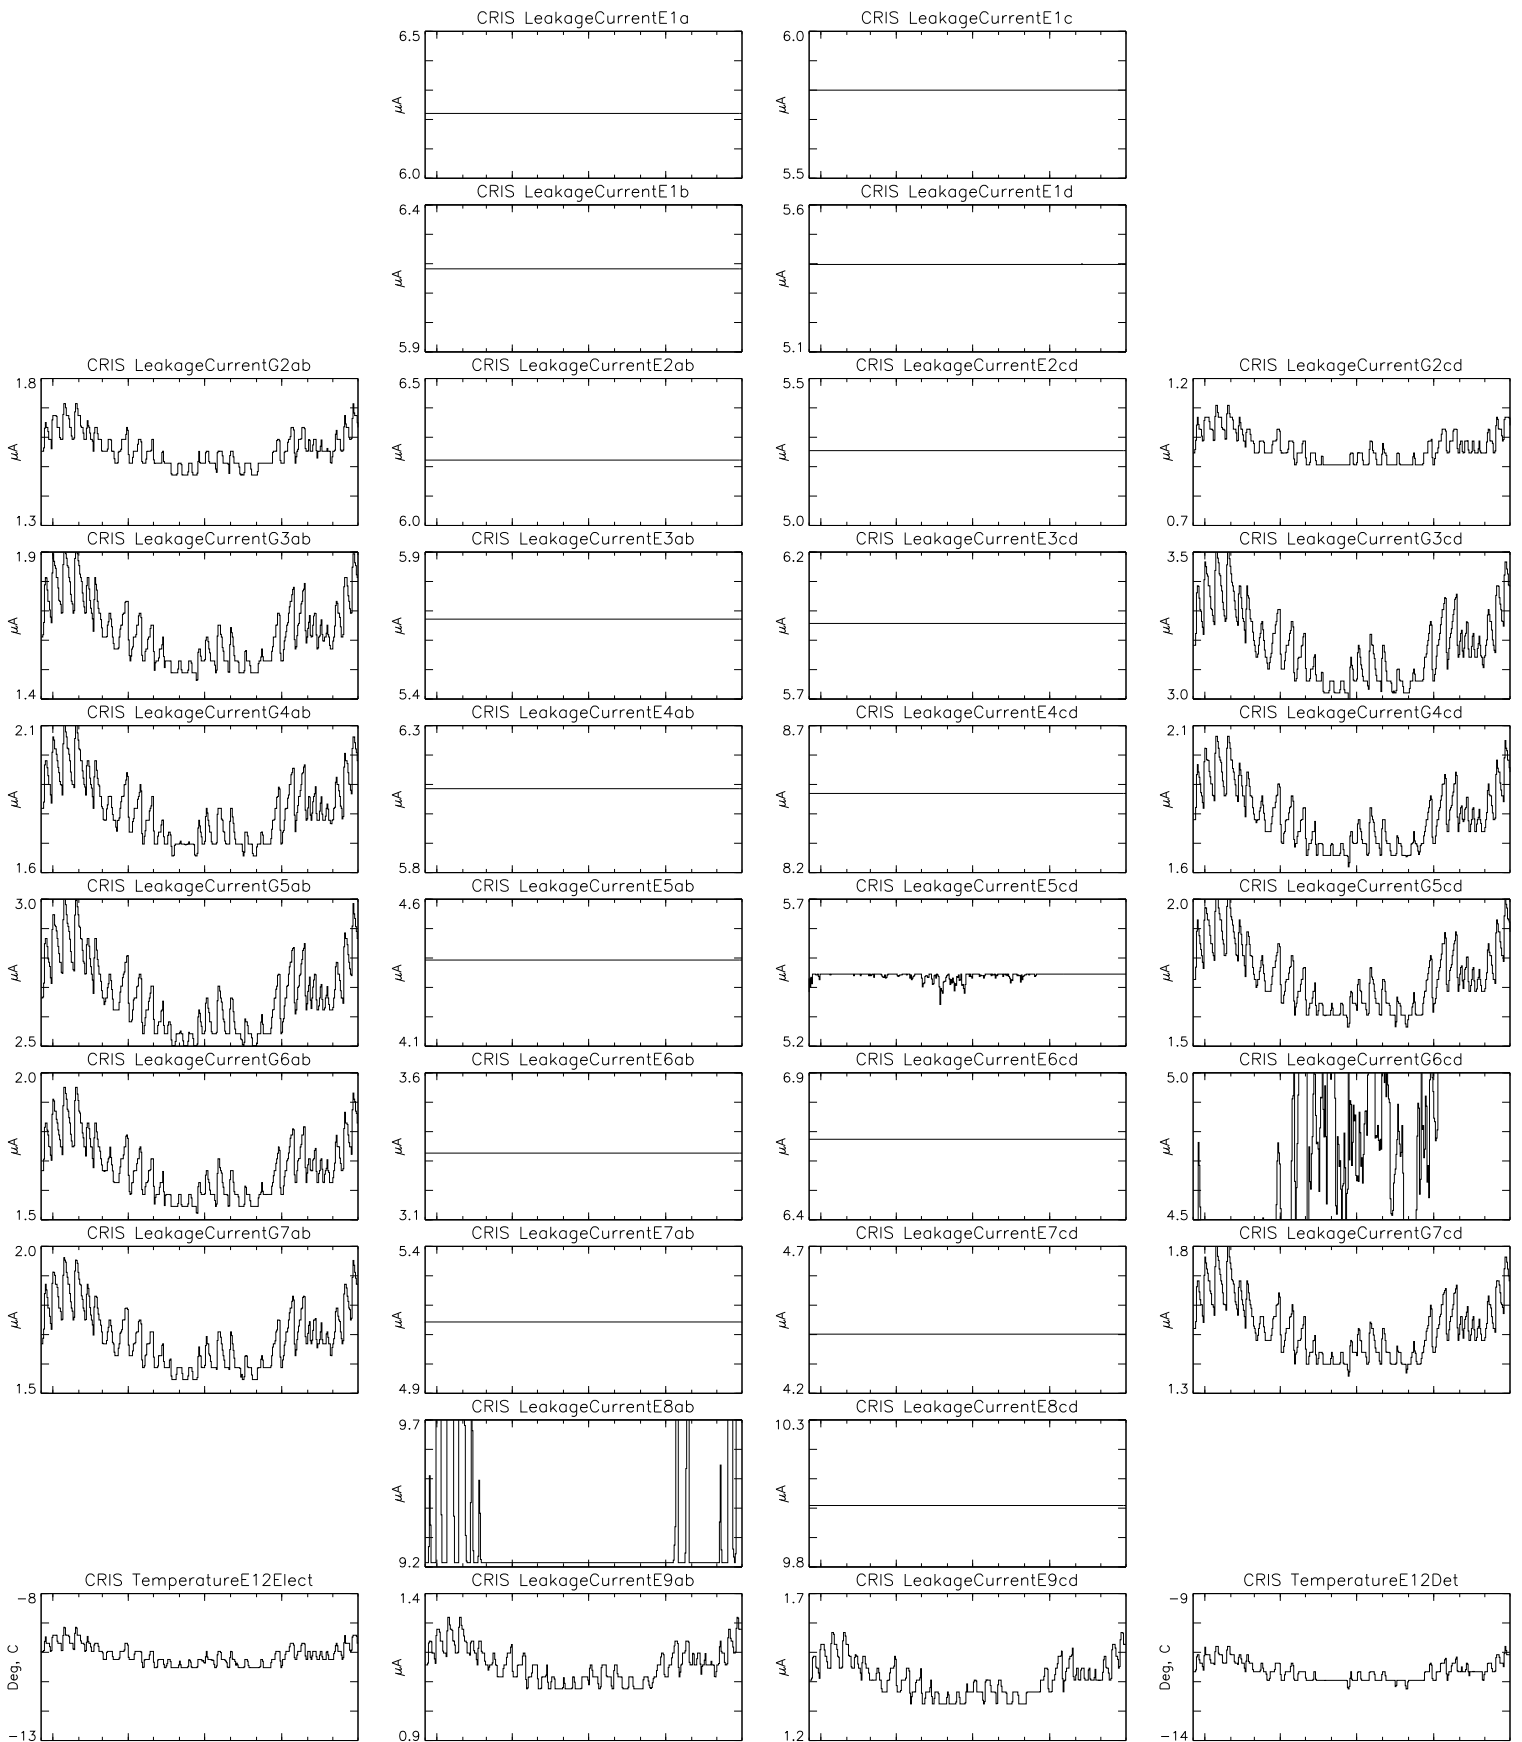 CRIS LeakageCurrentE1a
6.5
μA
6.0
CRIS LeakageCurrentE1c
6.0
μA
5.5
CRIS LeakageCurrentE1b
6.4
μA
5.9
CRIS LeakageCurrentE1d
5.6
μA
5.1
CRIS LeakageCurrentG2ab
1.8
μA
1.3
CRIS LeakageCurrentE2ab
6.5
μA
6.0
CRIS LeakageCurrentE2cd
5.5
μA
5.0
CRIS LeakageCurrentG2cd
1.2
μA
0.7
CRIS LeakageCurrentG3ab
1.9
μA
1.4
CRIS LeakageCurrentE3ab
5.9
μA
5.4
CRIS LeakageCurrentE3cd
6.2
μA
5.7
CRIS LeakageCurrentG3cd
3.5
μA
3.0
CRIS LeakageCurrentG4ab
2.1
μA
1.6
CRIS LeakageCurrentE4ab
6.3
μA
5.8
CRIS LeakageCurrentE4cd
8.7
μA
8.2
CRIS LeakageCurrentG4cd
2.1
μA
1.6
CRIS LeakageCurrentG5ab
3.0
μA
2.5
CRIS LeakageCurrentE5ab
4.6
μA
4.1
CRIS LeakageCurrentE5cd
5.7
μA
5.2
CRIS LeakageCurrentG5cd
2.0
μA
1.5
CRIS LeakageCurrentG6ab
2.0
μA
1.5
CRIS LeakageCurrentE6ab
3.6
μA
3.1
CRIS LeakageCurrentE6cd
6.9
μA
6.4
CRIS LeakageCurrentG6cd
5.0
μA
4.5
CRIS LeakageCurrentG7ab
2.0
μA
1.5
CRIS LeakageCurrentE7ab
5.4
μA
4.9
CRIS LeakageCurrentE7cd
4.7
μA
4.2
CRIS LeakageCurrentG7cd
1.8
μA
1.3
CRIS LeakageCurrentE8ab
9.7
μA
9.2
CRIS LeakageCurrentE8cd
10.3
μA
9.8
CRIS TemperatureE12Elect
−8
Deg, C
−13
CRIS LeakageCurrentE9ab
1.4
μA
0.9
CRIS LeakageCurrentE9cd
1.7
μA
1.2
CRIS TemperatureE12Det
−9
Deg, C
−14